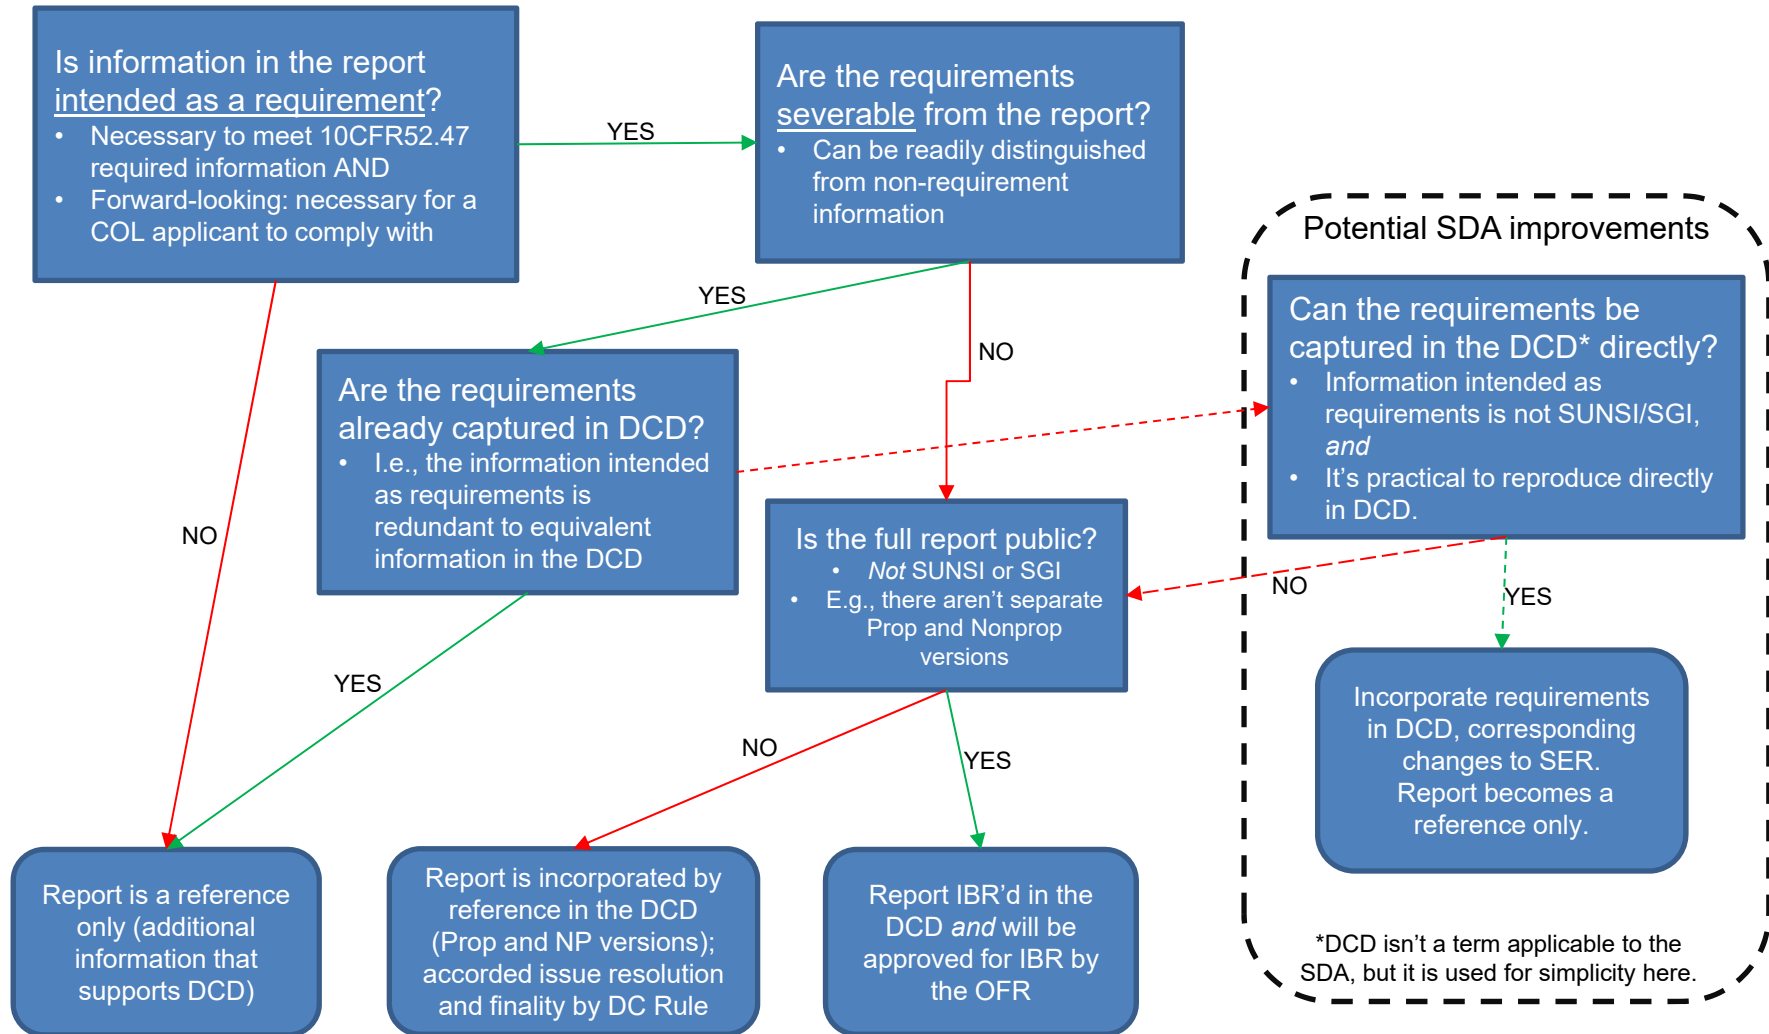 Is information in the report
intended as a requirement?
• Necessary to meet 10CFR52.47
required information AND
• Forward-looking: necessary for a
COL applicant to comply with
YES
Are the requirements
severable from the report?
• Can be readily distinguished
from non-requirement
information
YES
NO
NO
Are the requirements
already captured in DCD?
• I.e., the information intended
as requirements is
redundant to equivalent
information in the DCD
YES
Is the full report public?
• Not SUNSI or SGI
• E.g., there aren’t separate
Prop and Nonprop
versions
NO
YES
Potential SDA improvements
Can the requirements be
captured in the DCD* directly?
• Information intended as
requirements is not SUNSI/SGI,
and
• It’s practical to reproduce directly
in DCD.
NO
YES
Incorporate requirements
in DCD, corresponding
changes to SER.
Report becomes a
reference only.
*DCD isn’t a term applicable to the
SDA, but it is used for simplicity here.
Report is a reference
only (additional
information that
supports DCD)
Report is incorporated by
reference in the DCD
(Prop and NP versions);
accorded issue resolution
and finality by DC Rule
Report IBR’d in the
DCD and will be
approved for IBR by
the OFR